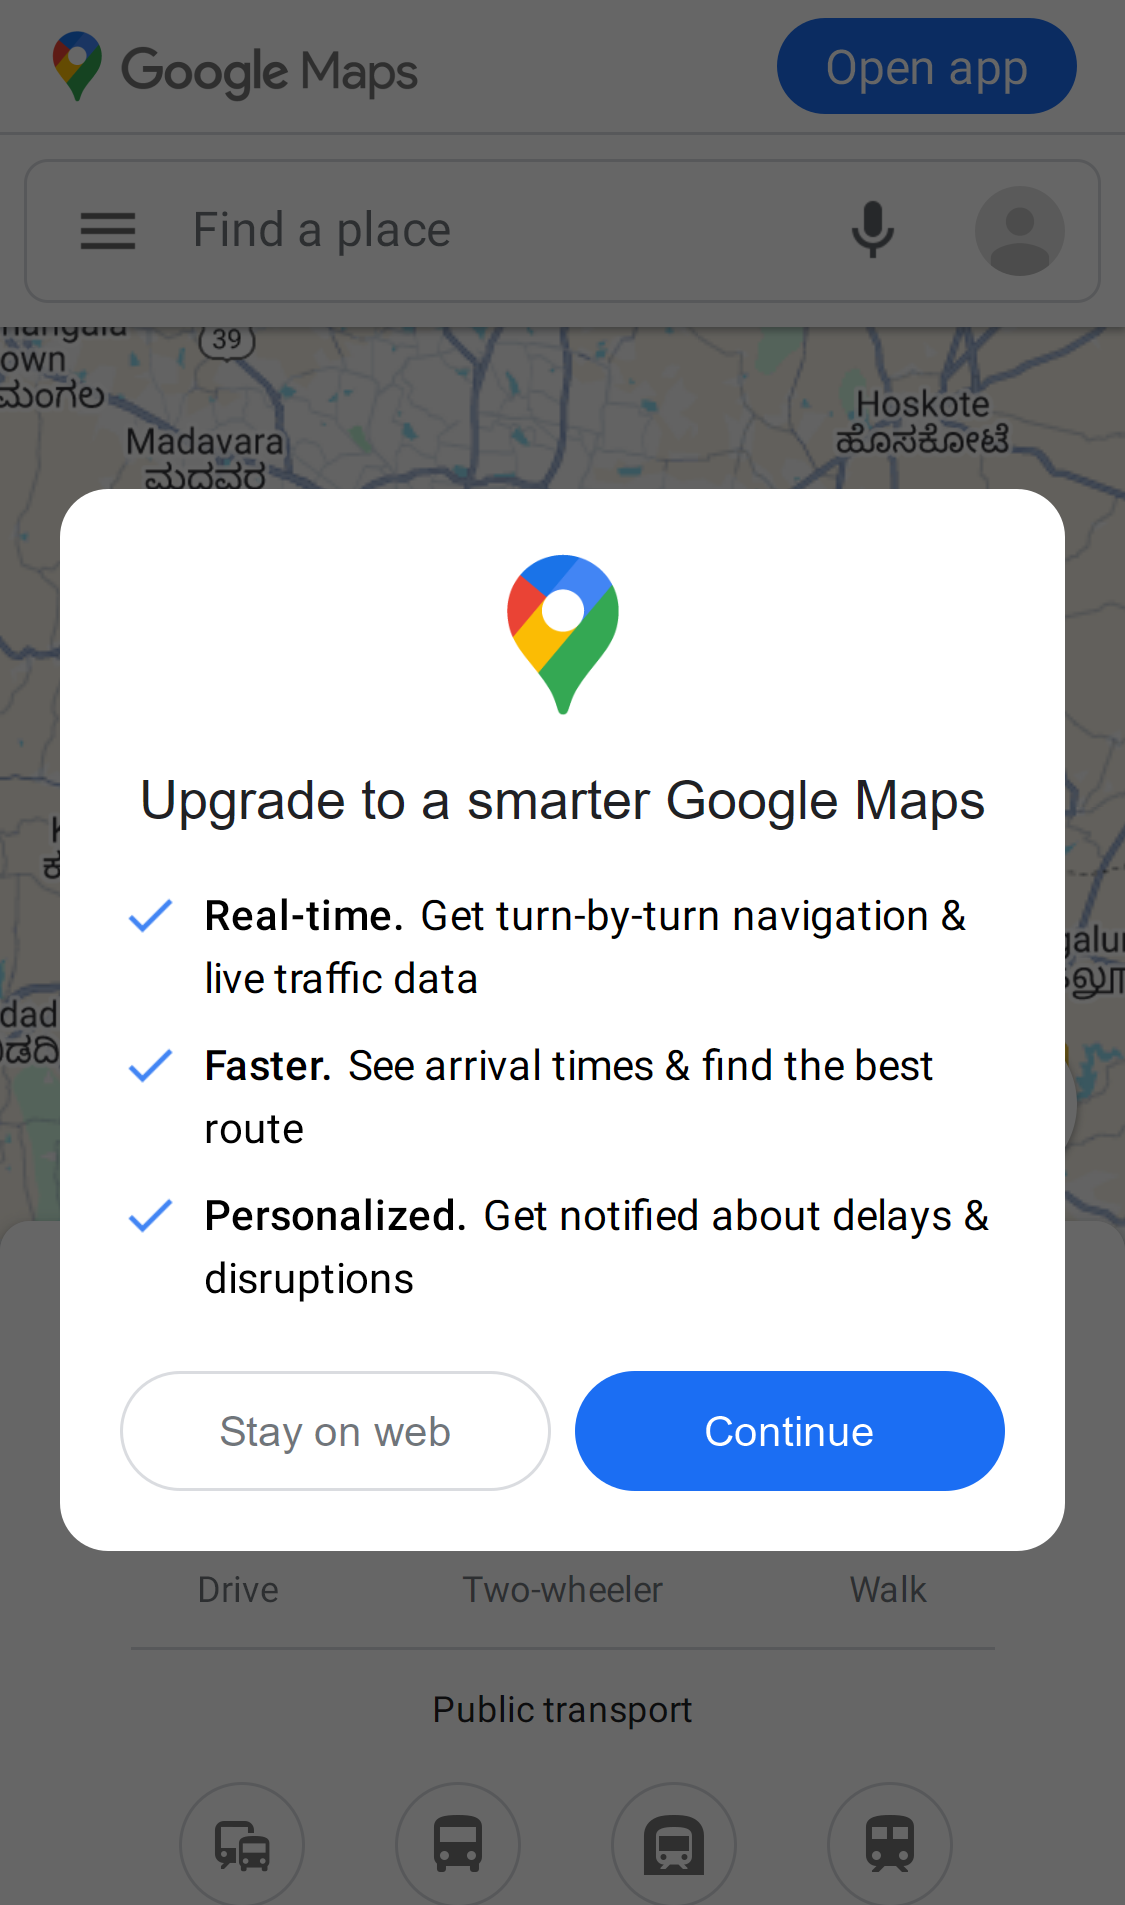 Google Maps
Open app
Find a place
39
own
ಮಂಗಲ
Hoskote
ಹೊಸಕೋಟೆ
Madavara
ಮದವರ
Upgrade to a smarter Google Maps
Real-time. Get turn-by-turn navigation &
live traffic data
Faster. See arrival times & find the best
route
Personalized. Get notified about delays &
disruptions
Stay on web
Continue
Drive
Two-wheeler
Walk
Public transport